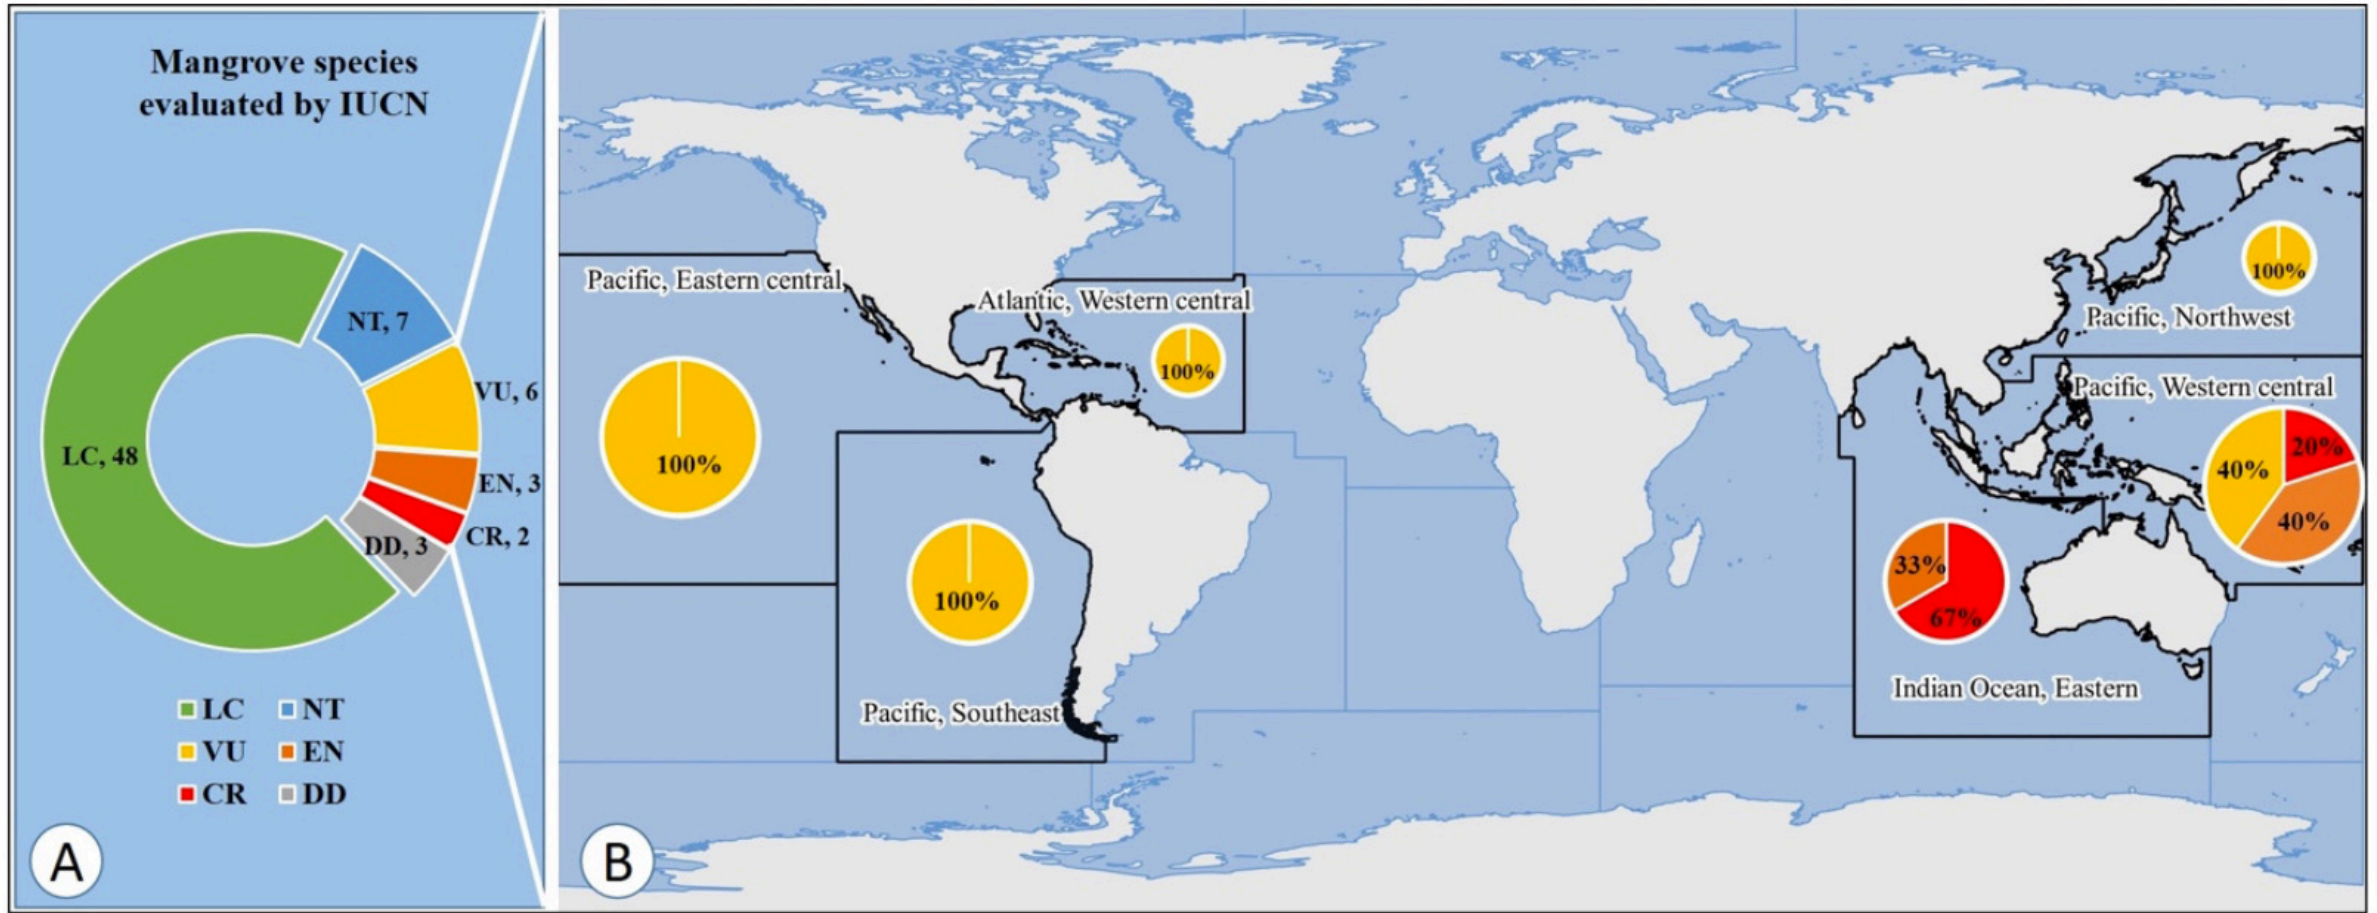 Mangrove species
evaluated by IUCN
NT, 7
VU, 6
LC, 48
EN, 3
CR, 2
DD, 3
LC NT
VU EN
CR DD
A
Pacific, Eastern central
100%
Atlantic, Western central
100%
100%
Pacific, Northwest
Pacific, Western central
20%
40%
40%
100%
Pacific, Southeast
33%
67%
Indian Ocean, Eastern
B